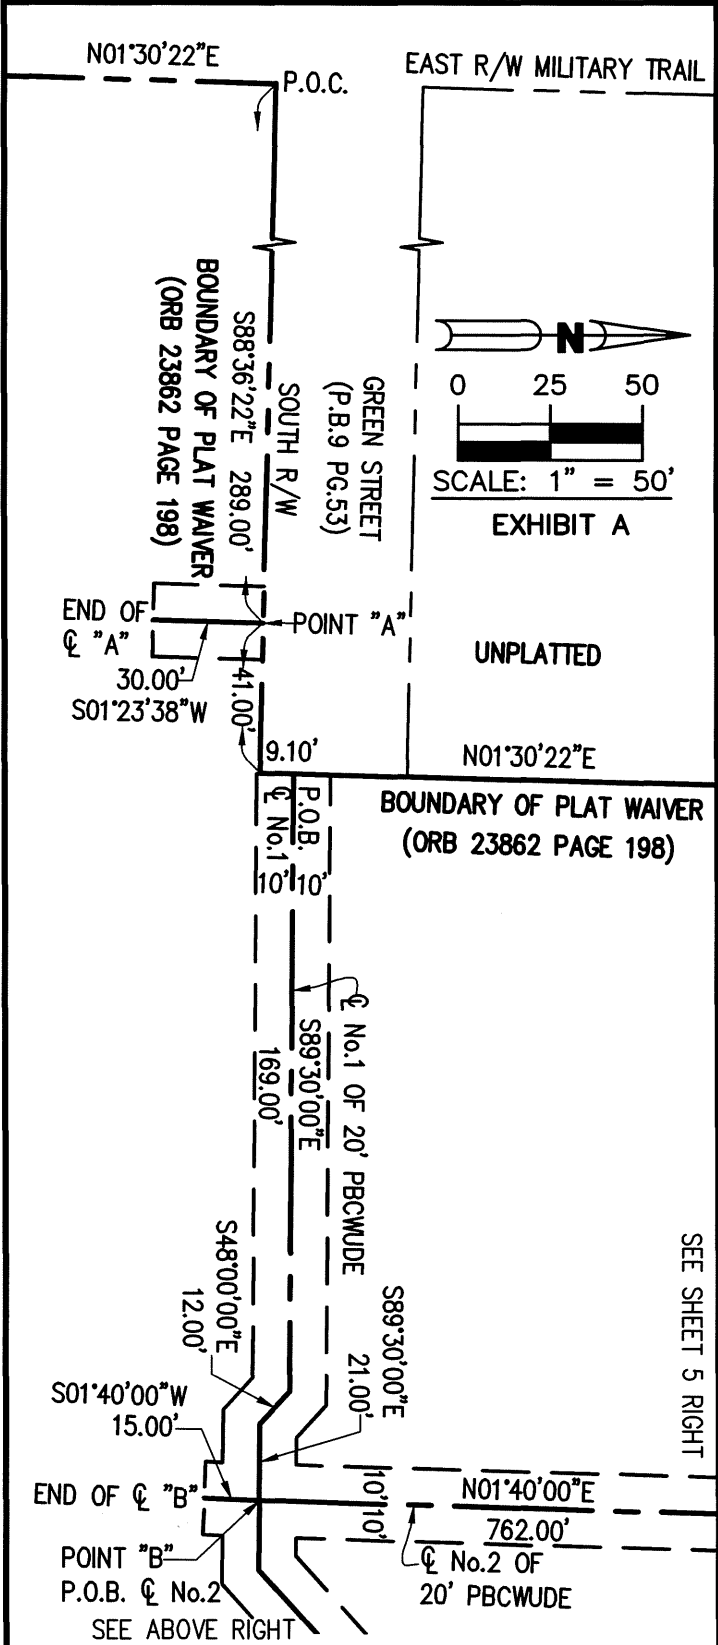 N01°30'22"E
P.O.C.
EAST R/W MILITARY TRAIL
BOUNDARY OF PLAT WAIVER
(ORB 23862 PAGE 198)
S88°36'22"E 289.00'
SOUTH R/W
GREEN STREET
(P.B.9 PG.53)
N
0 25 50
SCALE: 1" = 50'
EXHIBIT A
END OF
℄ "A"
POINT "A"
30.00'
S01°23'38"W
41.00'
UNPLATTED
9.10'
N01°30'22"E
BOUNDARY OF PLAT WAIVER
(ORB 23862 PAGE 198)
P.O.B.
℄ No.1
10' 10'
℄ No.1 OF 20' PBCWUDE
S89°30'00"E
169.00'
S48°00'00"E
12.00'
S89°30'00"E
21.00'
SEE SHEET 5 RIGHT
S01°40'00"W
15.00'
END OF ℄ "B"
10' 10'
N01°40'00"E
762.00'
POINT "B"
P.O.B. ℄ No.2
℄ No.2 OF
20' PBCWUDE
SEE ABOVE RIGHT